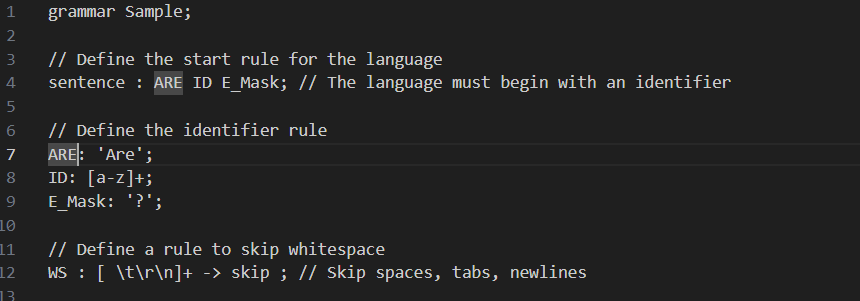 1 grammar Sample;
2
3 // Define the start rule for the language
4 sentence : ARE ID E_Mask; // The language must begin with an identifier
5
6 // Define the identifier rule
7 ARE: 'Are';
8 ID: [a-z]+;
9 E_Mask: '?';
10
11 // Define a rule to skip whitespace
12 WS : [ \t\r\n]+ -> skip ; // Skip spaces, tabs, newlines
13